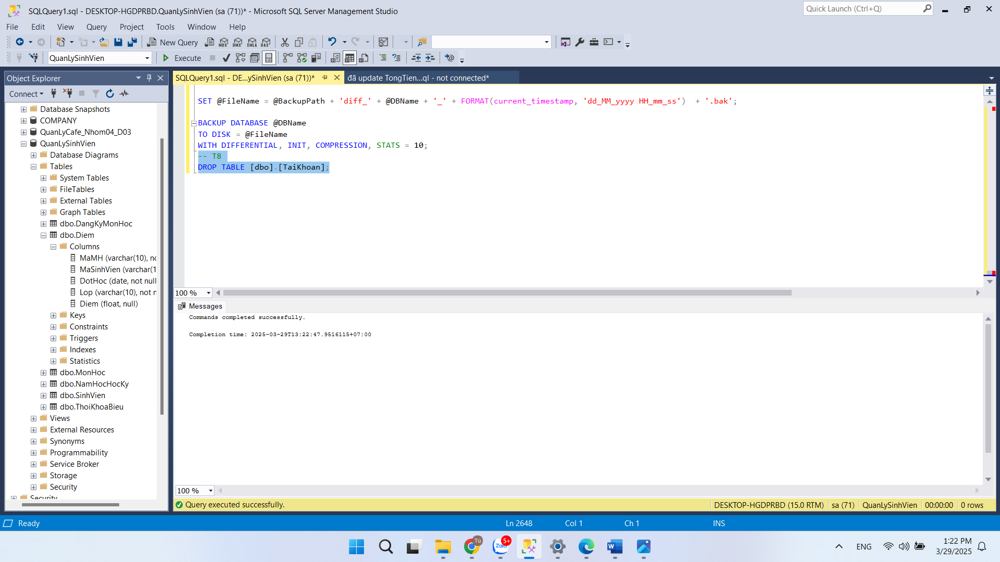 SQLQuery1.sql - DESKTOP-HGDPRBD.QuanLySinhVien (sa (71))* - Microsoft SQL Server Management Studio
Quick Launch (Ctrl+Q)
File Edit View Query Project Tools Window Help
New Query MDX DMX XMLA DAX
QuanLySinhVien Execute
Object Explorer
Connect
Database Snapshots
COMPANY
QuanLyCafe_Nhom04_D03
QuanLySinhVien
Database Diagrams
Tables
System Tables
FileTables
External Tables
Graph Tables
dbo.DangKyMonHoc
dbo.Diem
Columns
MaMH (varchar(10), nc
MaSinhVien (varchar(1
DotHoc (date, not null
Lop (varchar(10), not n
Diem (float, null)
Keys
Constraints
Triggers
Indexes
Statistics
dbo.MonHoc
dbo.NamHocHocKy
dbo.SinhVien
dbo.ThoiKhoaBieu
Views
External Resources
Synonyms
Programmability
Service Broker
Storage
Security
Security
SQLQuery1.sql - DE...ySinhVien (sa (71))* đã update TongTien...ql - not connected*
SET @FileName = @BackupPath + 'diff_' + @DBName + '_' + FORMAT(current_timestamp, 'dd_MM_yyyy HH_mm_ss') + '.bak';
BACKUP DATABASE @DBName
TO DISK = @FileName
WITH DIFFERENTIAL, INIT, COMPRESSION, STATS = 10;
-- T8
DROP TABLE [dbo].[TaiKhoan];
100 %
Messages
Commands completed successfully.
Completion time: 2025-03-29T13:22:47.9516115+07:00
100 %
Query executed successfully. DESKTOP-HGDPRBD (15.0 RTM) sa (71) QuanLySinhVien 00:00:00 0 rows
Ready Ln 2648 Col 1 Ch 1 INS
Tú
Zalo
5+
ENG
1:22 PM
3/29/2025